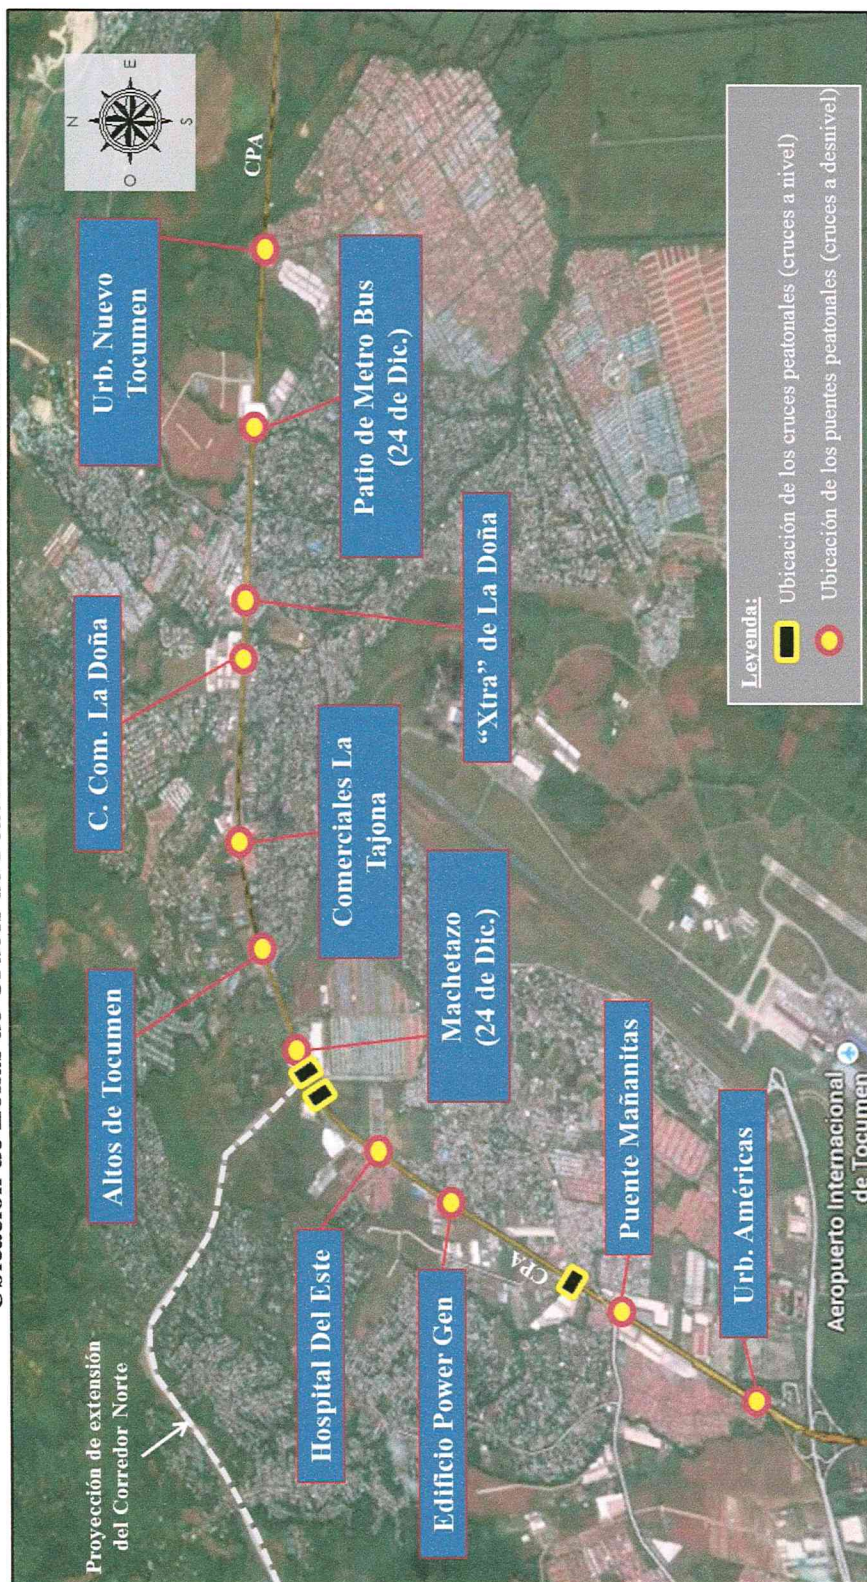 Proyección de extensión
del Corredor Norte
Altos de Tocumen
C. Com. La Doña
Urb. Nuevo
Tocumen
N
O
E
S
CPA
Hospital Del Este
Machetazo
(24 de Dic.)
Comerciales La
Tajona
"Xtra" de La Doña
Patio de Metro Bus
(24 de Dic.)
Edificio Power Gen
CPA
Puente Mañanitas
Urb. Américas
Aeropuerto Internacional
de Tocumen
Leyenda:
Ubicación de los cruces peatonales (cruces a nivel)
Ubicación de los puentes peatonales (cruces a desnivel)